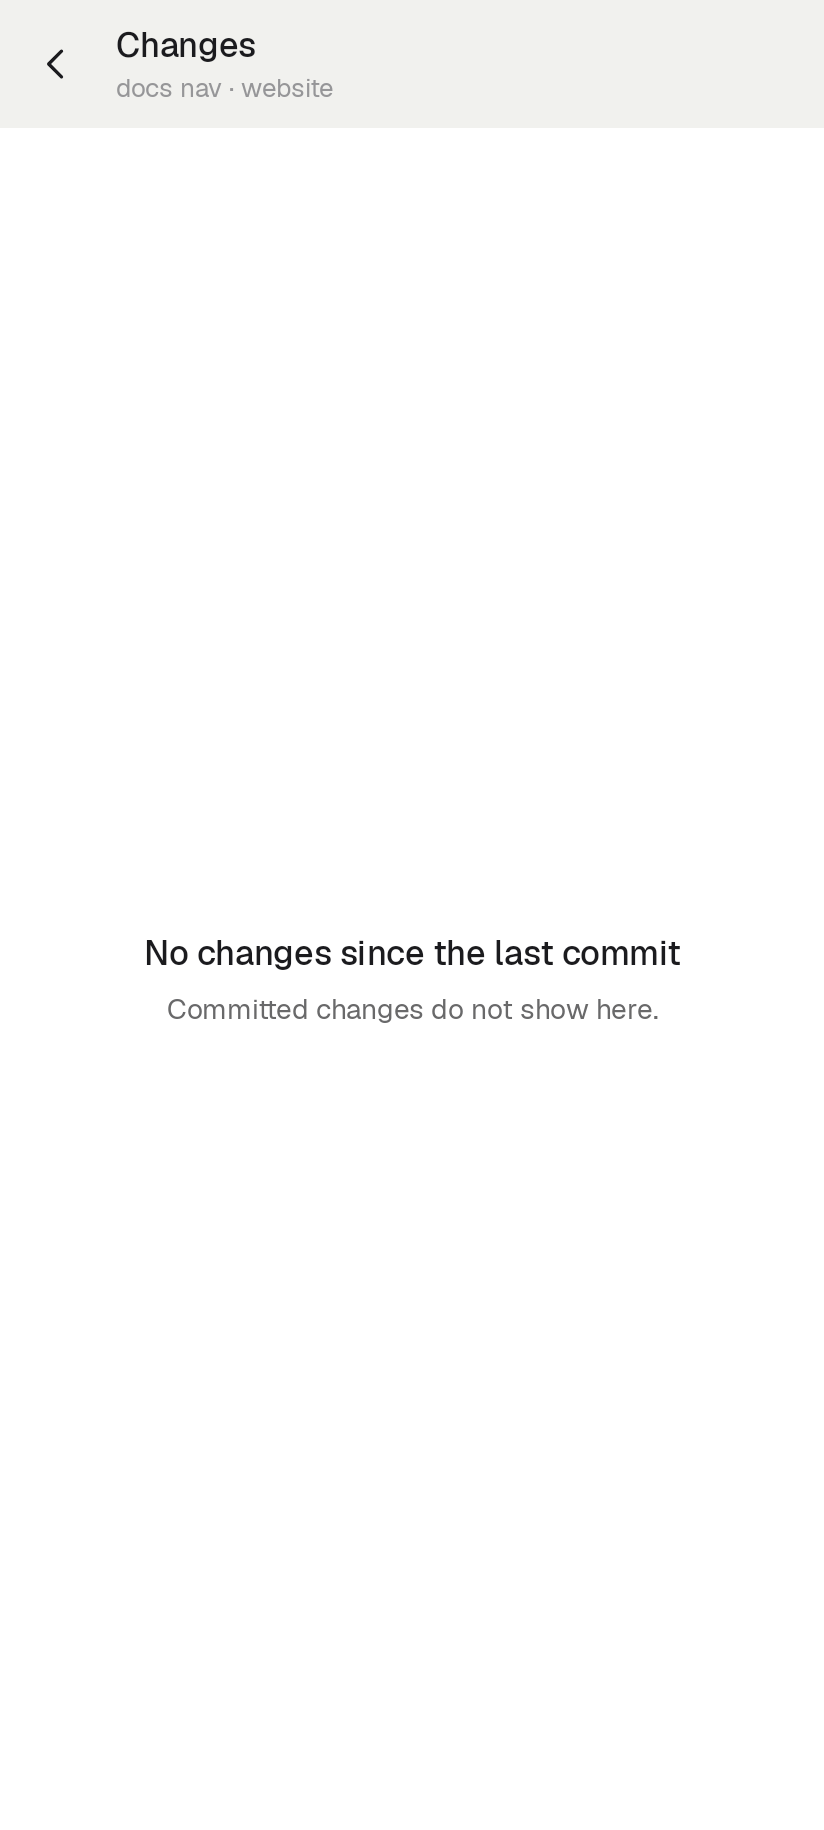 Changes
docs nav · website
No changes since the last commit
Committed changes do not show here.